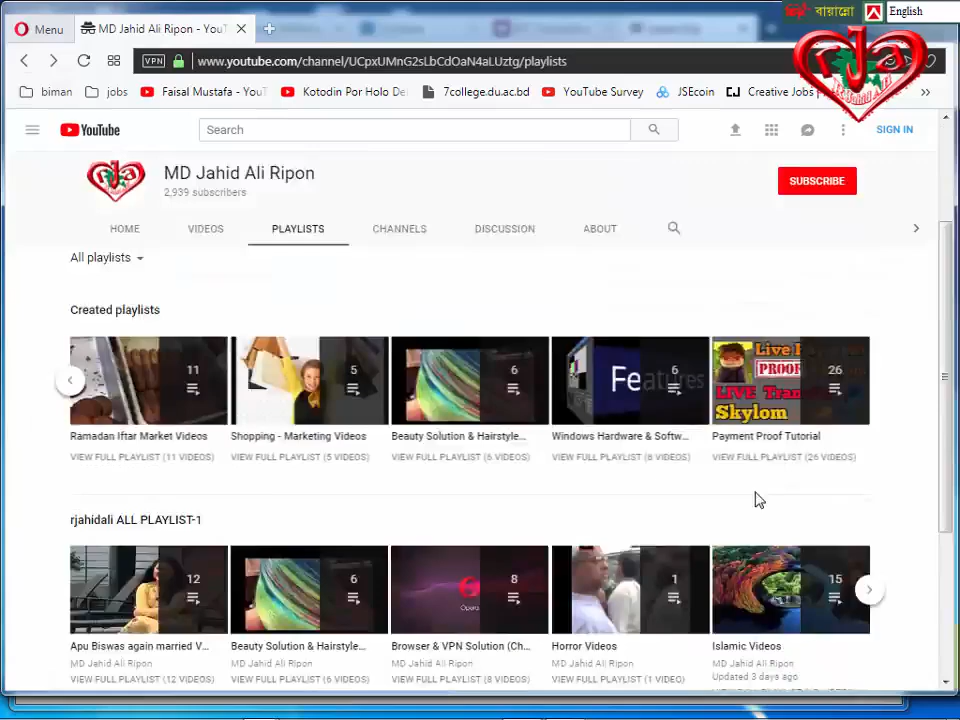 বায়ান্নো English
Menu MD Jahid Ali Ripon - YouT
VPN www.youtube.com/channel/UCpxUMnG2sLbCdOaN4aLUztg/playlists
rja
biman jobs Faisal Mustafa - YouT Kotodin Por Holo De 7college.du.ac.bd YouTube Survey JSEcoin Creative Jobs
YouTube Search SIGN IN
MD Jahid Ali Ripon
2,939 subscribers
SUBSCRIBE
HOME VIDEOS PLAYLISTS CHANNELS DISCUSSION ABOUT
All playlists
Created playlists
11 5 6 Features 6 Live PROOF LIVE Tran Skylom 26
Ramadan Iftar Market Videos Shopping - Marketing Videos Beauty Solution & Hairstyle... Windows Hardware & Softw... Payment Proof Tutorial
VIEW FULL PLAYLIST (11 VIDEOS) VIEW FULL PLAYLIST (5 VIDEOS) VIEW FULL PLAYLIST (6 VIDEOS) VIEW FULL PLAYLIST (6 VIDEOS) VIEW FULL PLAYLIST (26 VIDEOS)
rjahidali ALL PLAYLIST-1
12 6 Opera 8 1 15
Apu Biswas again married V... Beauty Solution & Hairstyle... Browser & VPN Solution (Ch... Horror Videos Islamic Videos
MD Jahid Ali Ripon MD Jahid Ali Ripon MD Jahid Ali Ripon MD Jahid Ali Ripon MD Jahid Ali Ripon
VIEW FULL PLAYLIST (12 VIDEOS) VIEW FULL PLAYLIST (6 VIDEOS) VIEW FULL PLAYLIST (8 VIDEOS) VIEW FULL PLAYLIST (1 VIDEO) Updated 3 days ago